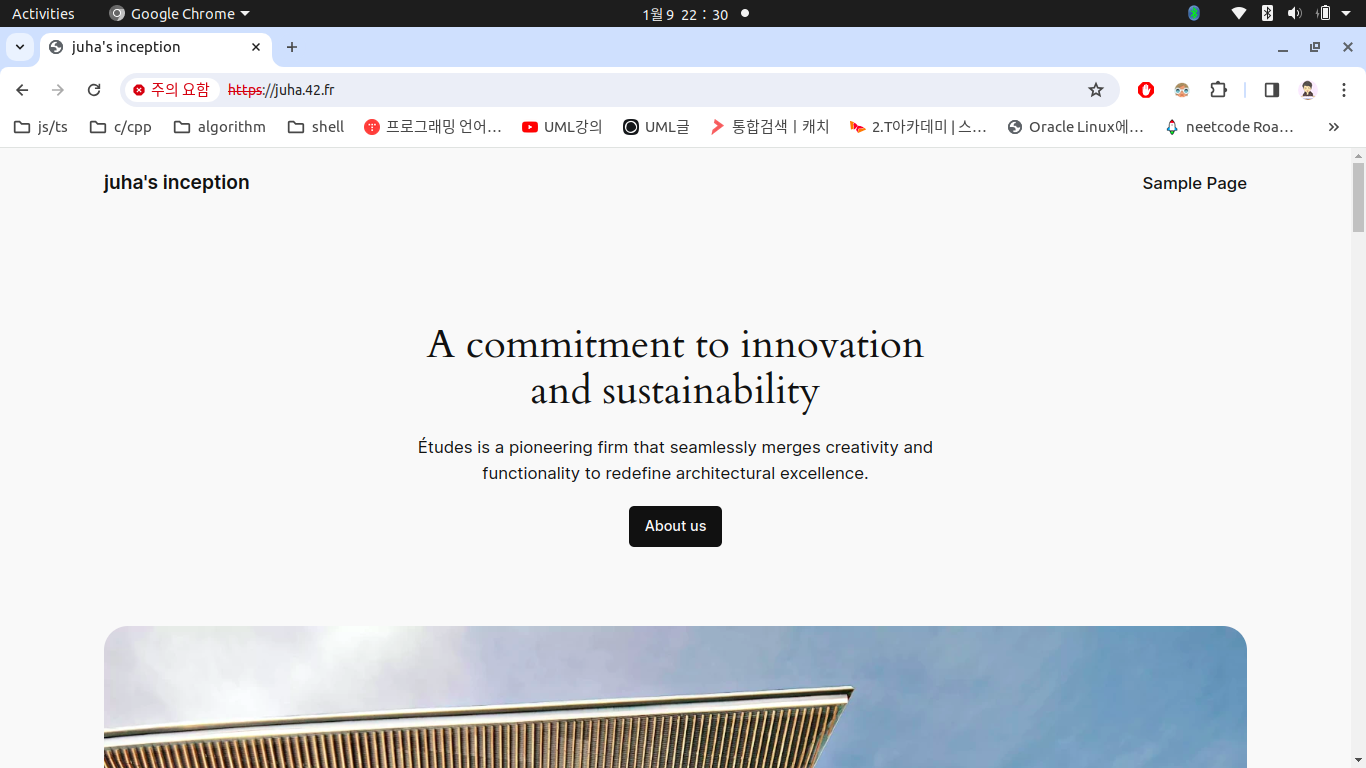 Activities
Google Chrome
1월 9 22 : 30
juha's inception
주의 요함
https://juha.42.fr
js/ts
c/cpp
algorithm
shell
프로그래밍 언어…
UML강의
UML글
통합검색 | 캐치
2.T아카데미 | 스…
Oracle Linux에…
neetcode Roa…
juha's inception
Sample Page
A commitment to innovation
and sustainability
Études is a pioneering firm that seamlessly merges creativity and
functionality to redefine architectural excellence.
About us